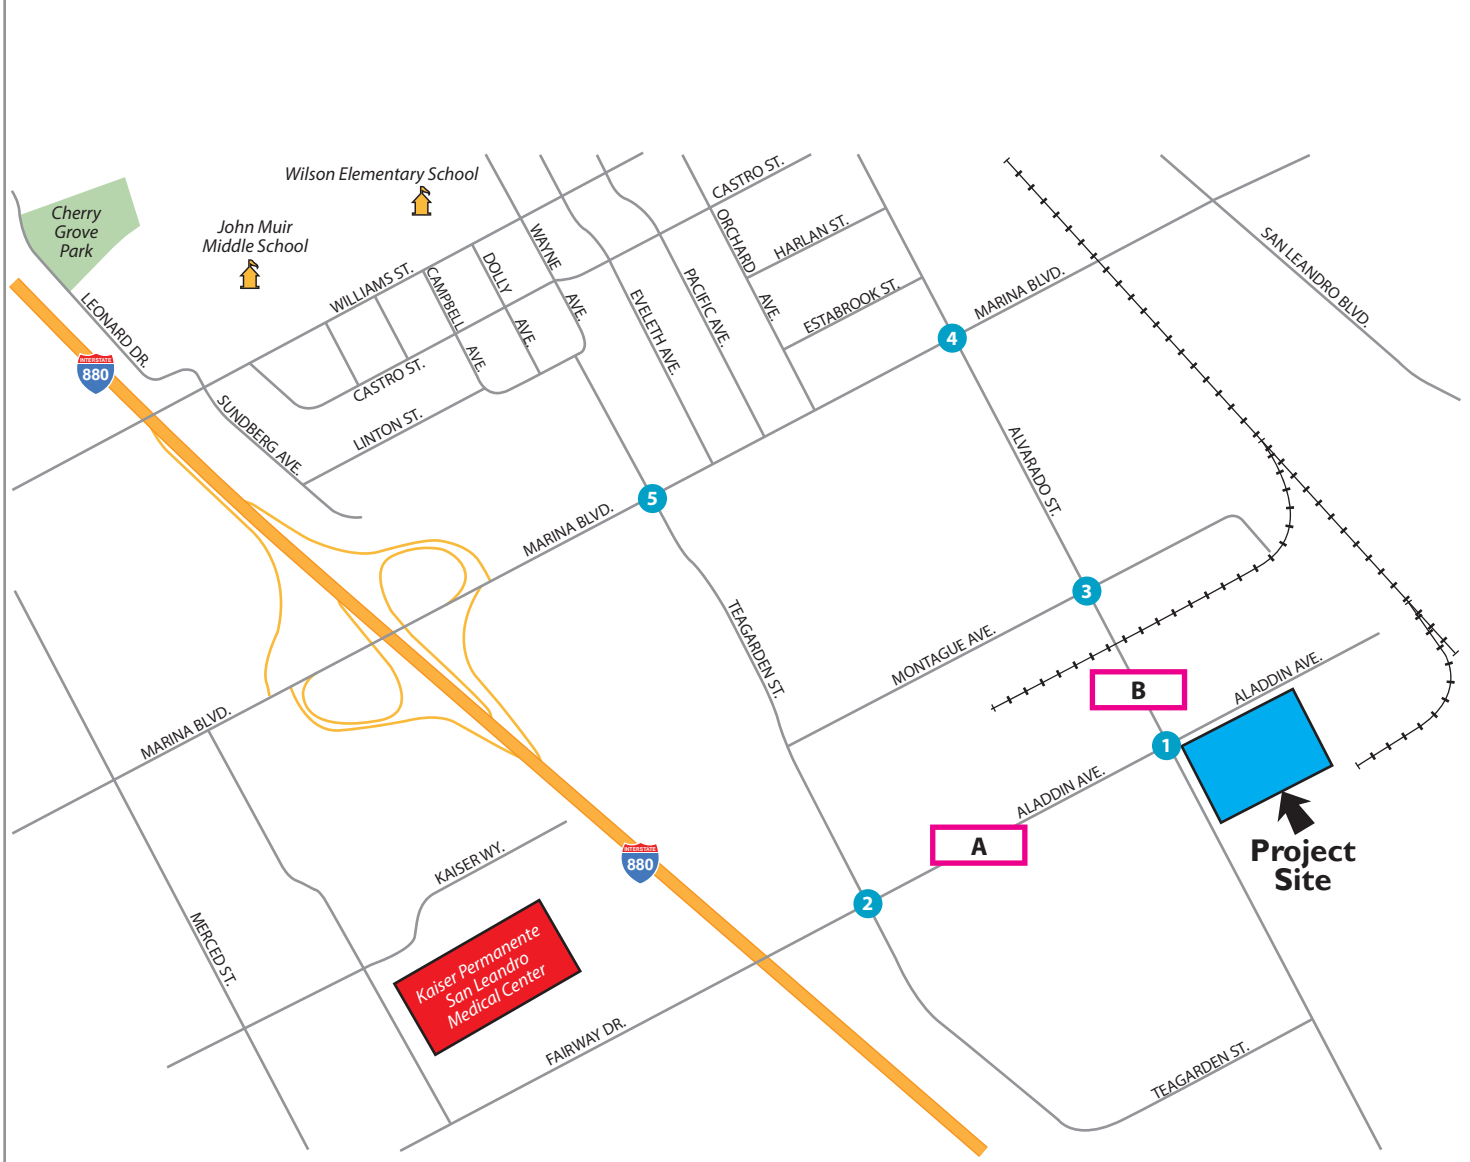 Wilson Elementary School
John Muir
Middle School
Cherry
Grove
Park
LEONARD DR.
INTERSTATE
880
WILLIAMS ST.
CAMPBELL
AVE.
DOLLY
AVE.
WAYNE
AVE.
EVELETH AVE.
PACIFIC AVE.
ORCHARD
AVE.
CASTRO ST.
HARLAN ST.
ESTABROOK ST.
MARINA BLVD.
SAN LEANDRO BLVD.
CASTRO ST.
LINTON ST.
SUNDBERG AVE.
4
5
MARINA BLVD.
ALVARADO ST.
3
TEAGARDEN ST.
MONTAGUE AVE.
B
ALADDIN AVE.
1
MARINA BLVD.
ALADDIN AVE.
A
Project
Site
INTERSTATE
880
KAISER WY.
2
MERCED ST.
Kaiser Permanente
San Leandro
Medical Center
FAIRWAY DR.
TEAGARDEN ST.